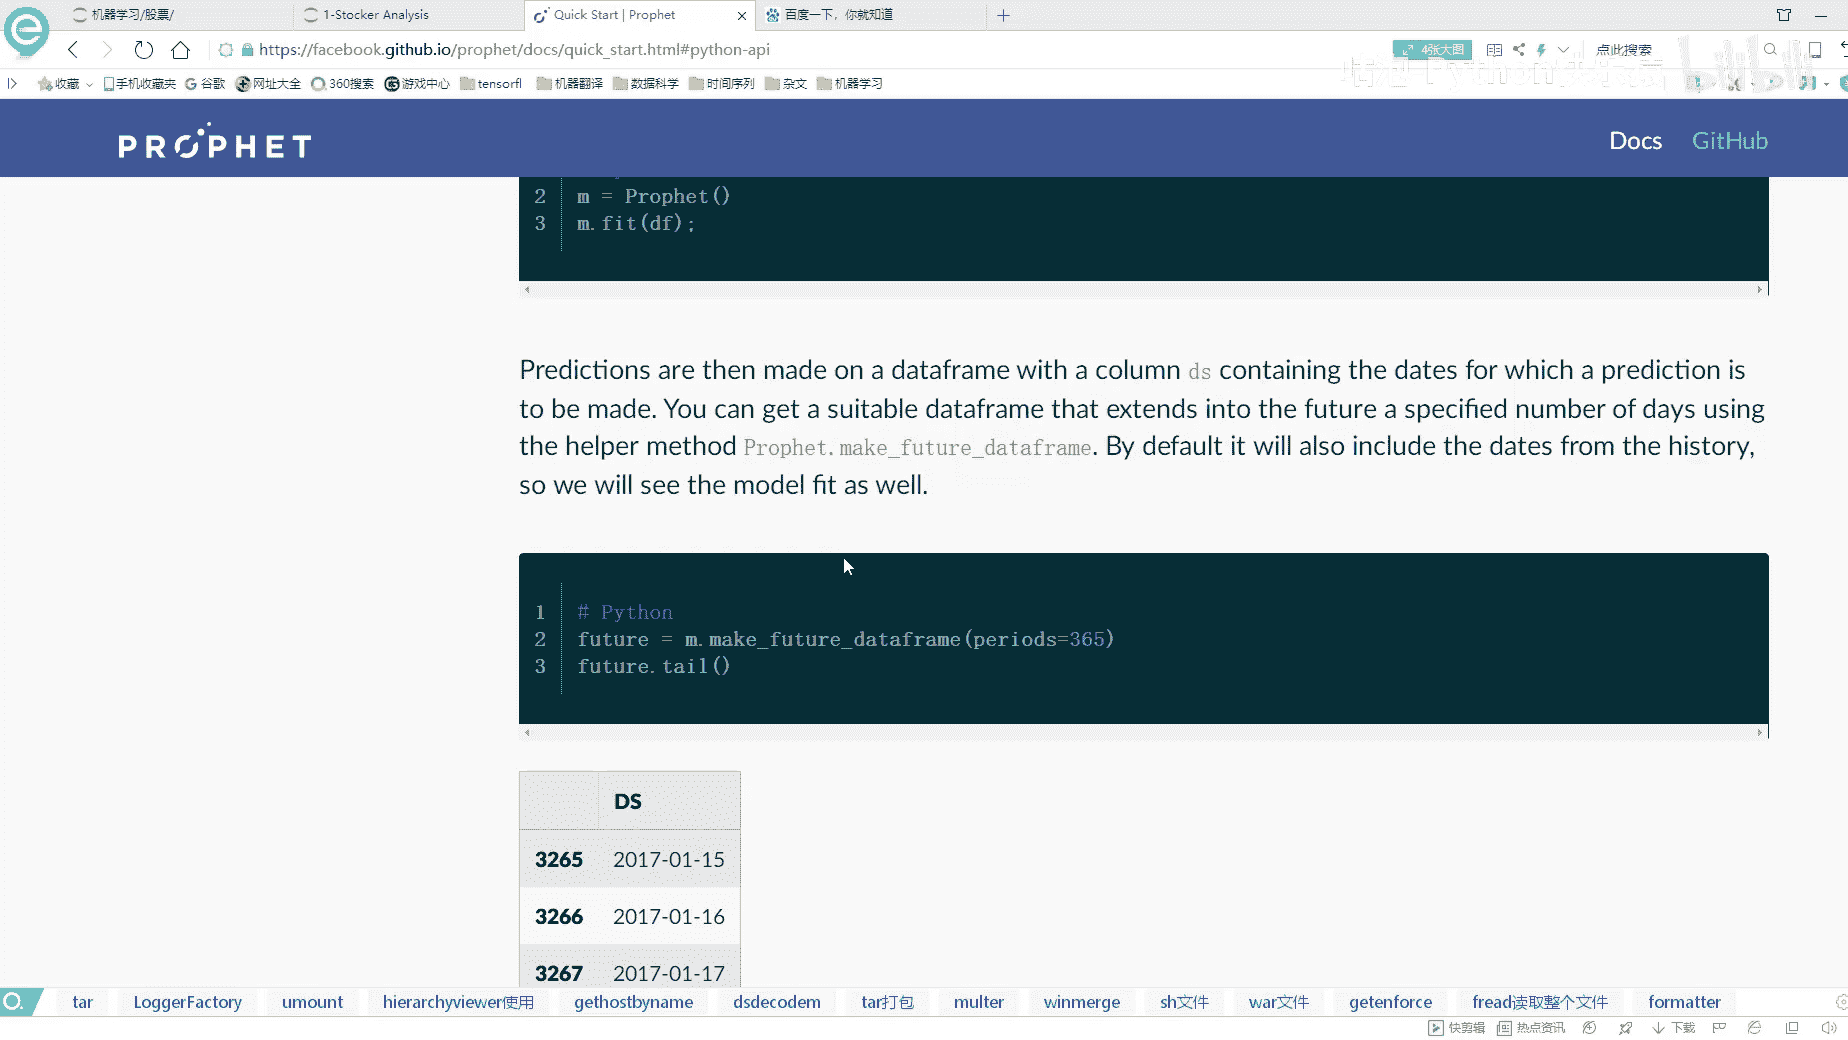 机器学习/股票/
1-Stocker Analysis
Quick Start | Prophet
百度一下，你就知道
https://facebook.github.io/prophet/docs/quick_start.html#python-api
4张大图
点此搜索
bilibili
收藏
手机收藏夹
谷歌
网址大全
360搜索
游戏中心
tensorfl
机器翻译
数据科学
时间序列
杂文
机器学习
PROPHET
Docs
GitHub
2 m = Prophet()
3 m.fit(df);
Predictions are then made on a dataframe with a column ds containing the dates for which a prediction is
to be made. You can get a suitable dataframe that extends into the future a specified number of days using
the helper method Prophet.make_future_dataframe. By default it will also include the dates from the history,
so we will see the model fit as well.
1 # Python
2 future = m.make_future_dataframe(periods=365)
3 future.tail()
DS
3265 2017-01-15
3266 2017-01-16
3267 2017-01-17
tar
LoggerFactory
umount
hierarchyviewer使用
gethostbyname
dsdecodem
tar打包
multer
winmerge
sh文件
war文件
getenforce
fread读取整个文件
formatter
快剪辑
热点资讯
下载